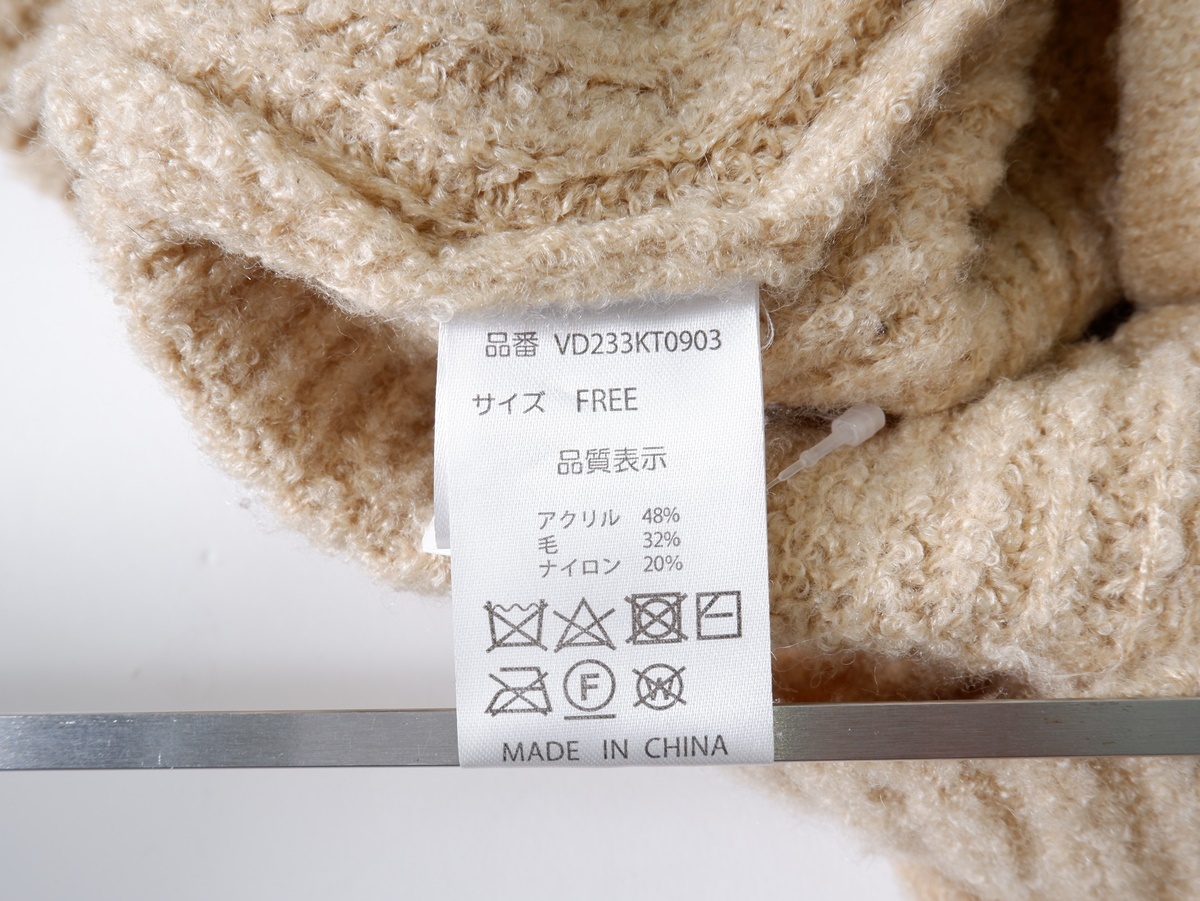 品番 VD233KT0903
サイズ FREE
品質表示
アクリル 48%
毛 32%
ナイロン 20%
F
W
MADE IN CHINA